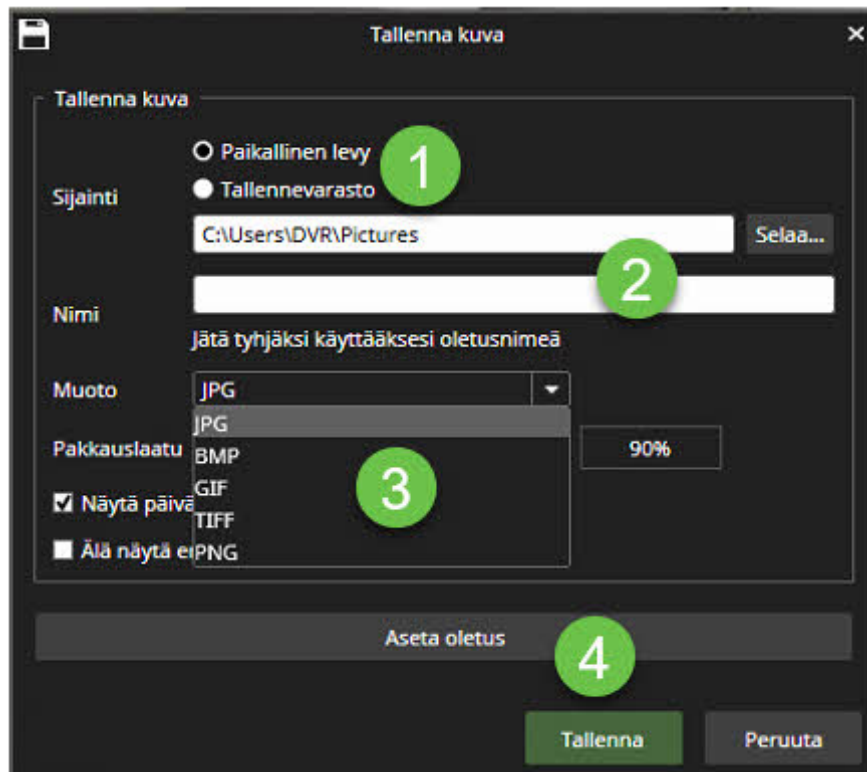 Tallenna kuva
Tallenna kuva
Paikallinen levy
1
Sijainti
Tallennevarasto
C:\Users\DVR\Pictures
Selaa...
2
Nimi
Jätä tyhjäksi käyttääksesi oletusnimeä
Muoto
JPG
JPG
Pakkauslaatu
BMP
90%
3
GIF
Näytä päivä
TIFF
Älä näytä
PNG
Aseta oletus
4
Tallenna
Peruuta